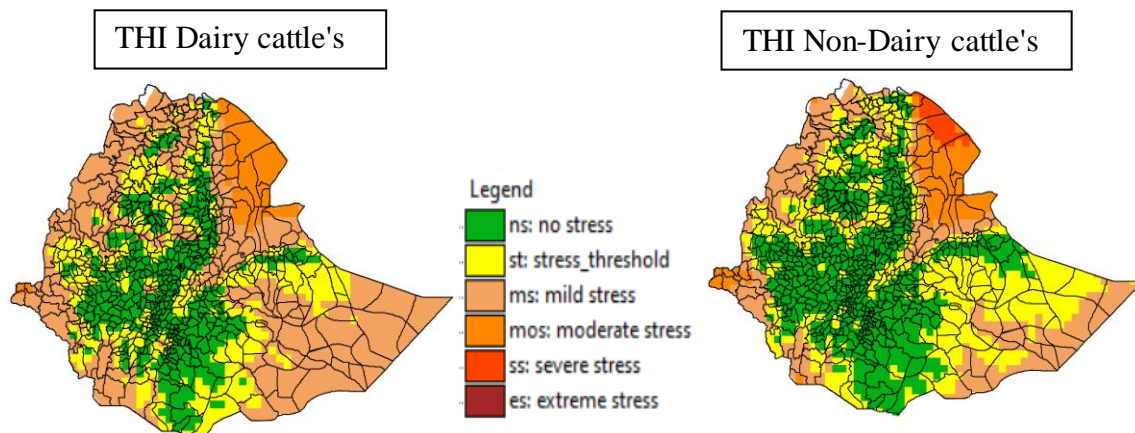 THI Dairy cattle's
THI Non-Dairy cattle's
Legend
ns: no stress
st: stress_threshold
ms: mild stress
mos: moderate stress
ss: severe stress
es: extreme stress